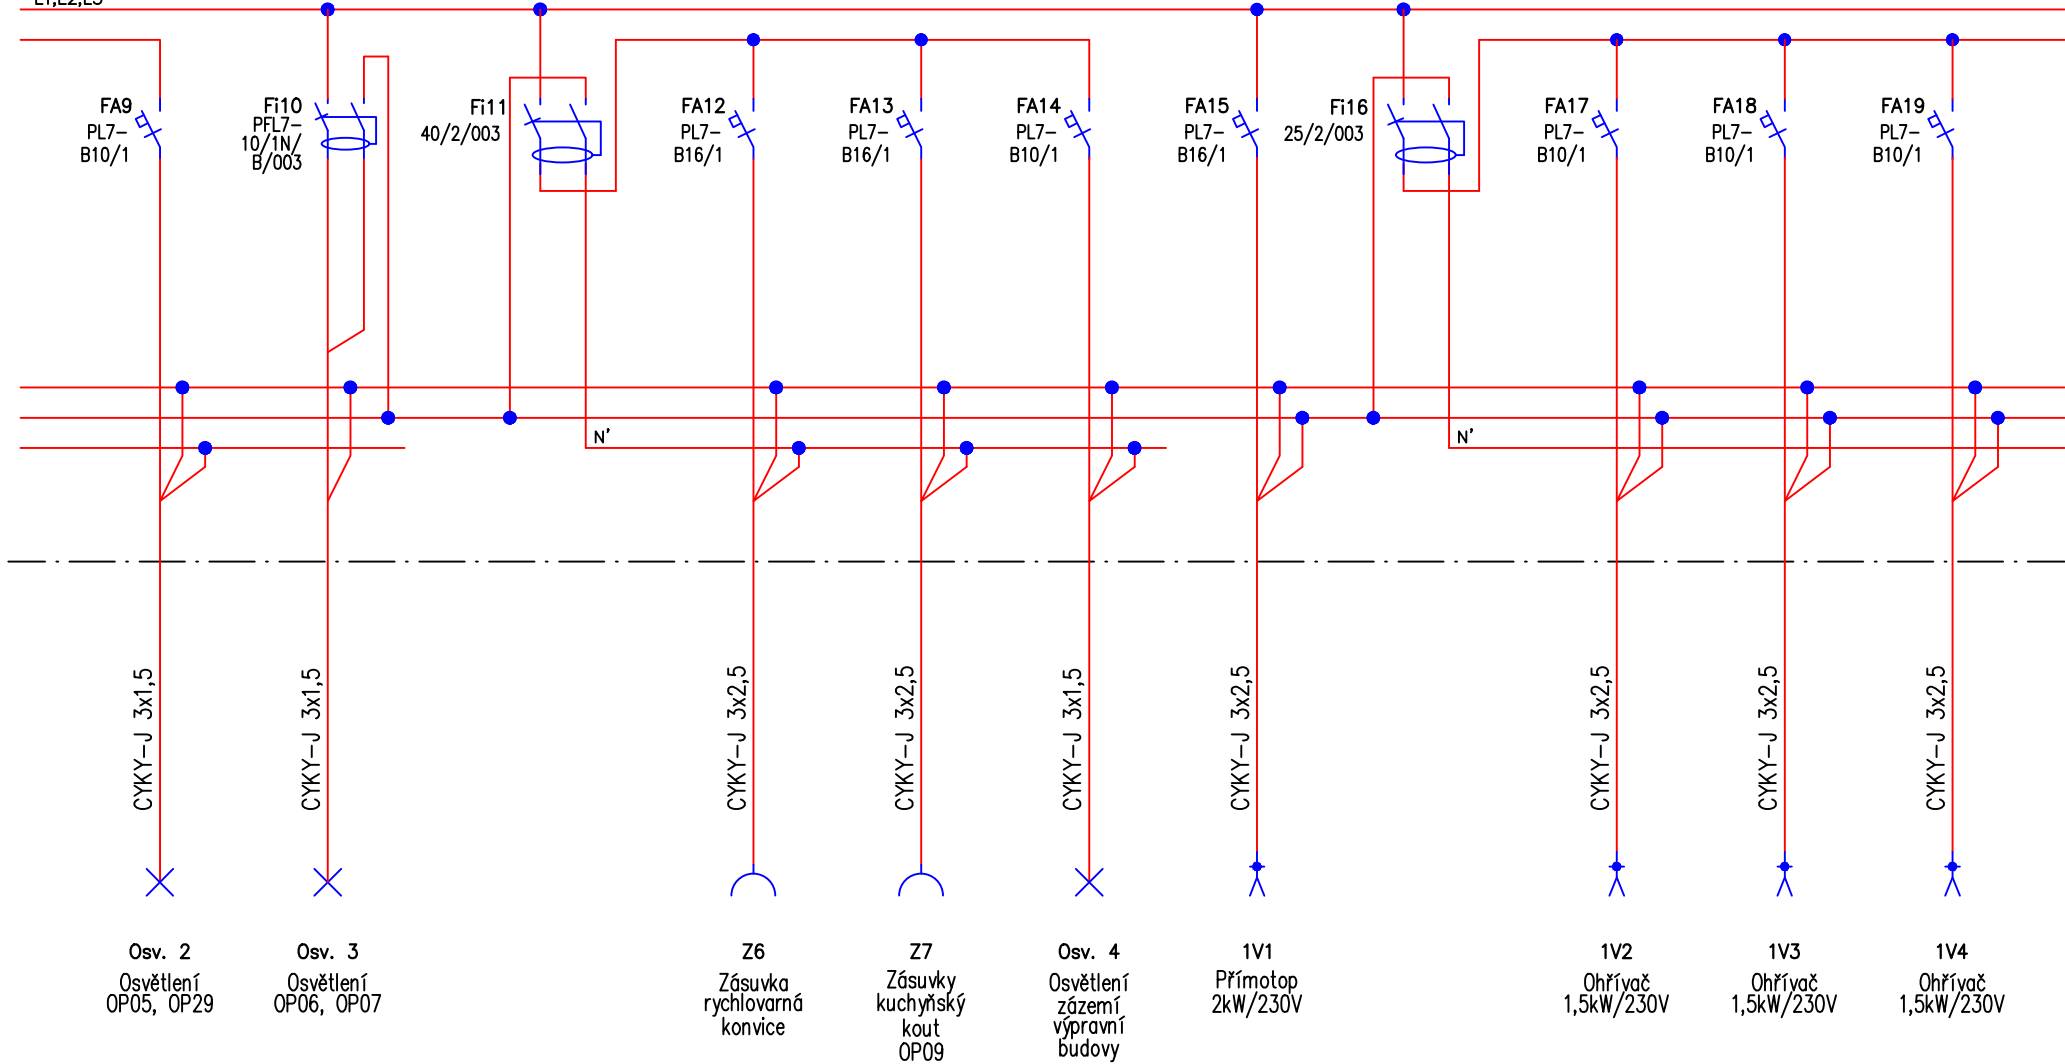 L1,L2,L3
FA9
PL7-
B10/1
Fi10
PFL7-
10/1N/
B/003
Fi11
40/2/003
FA12
PL7-
B16/1
FA13
PL7-
B16/1
FA14
PL7-
B10/1
FA15
PL7-
B16/1
Fi16
25/2/003
FA17
PL7-
B10/1
FA18
PL7-
B10/1
FA19
PL7-
B10/1
N'
N'
CYKY-J 3x1,5
CYKY-J 3x1,5
CYKY-J 3x2,5
CYKY-J 3x2,5
CYKY-J 3x1,5
CYKY-J 3x2,5
CYKY-J 3x2,5
CYKY-J 3x2,5
CYKY-J 3x2,5
Osv. 2
Osvětlení
OP05, OP29
Osv. 3
Osvětlení
OP06, OP07
Z6
Zásuvka
rychlovarná
konvice
Z7
Zásuvky
kuchyňský
kout
OP09
Osv. 4
Osvětlení
zázemí
výpravní
budovy
1V1
Přímotop
2kW/230V
1V2
Ohřívač
1,5kW/230V
1V3
Ohřívač
1,5kW/230V
1V4
Ohřívač
1,5kW/230V